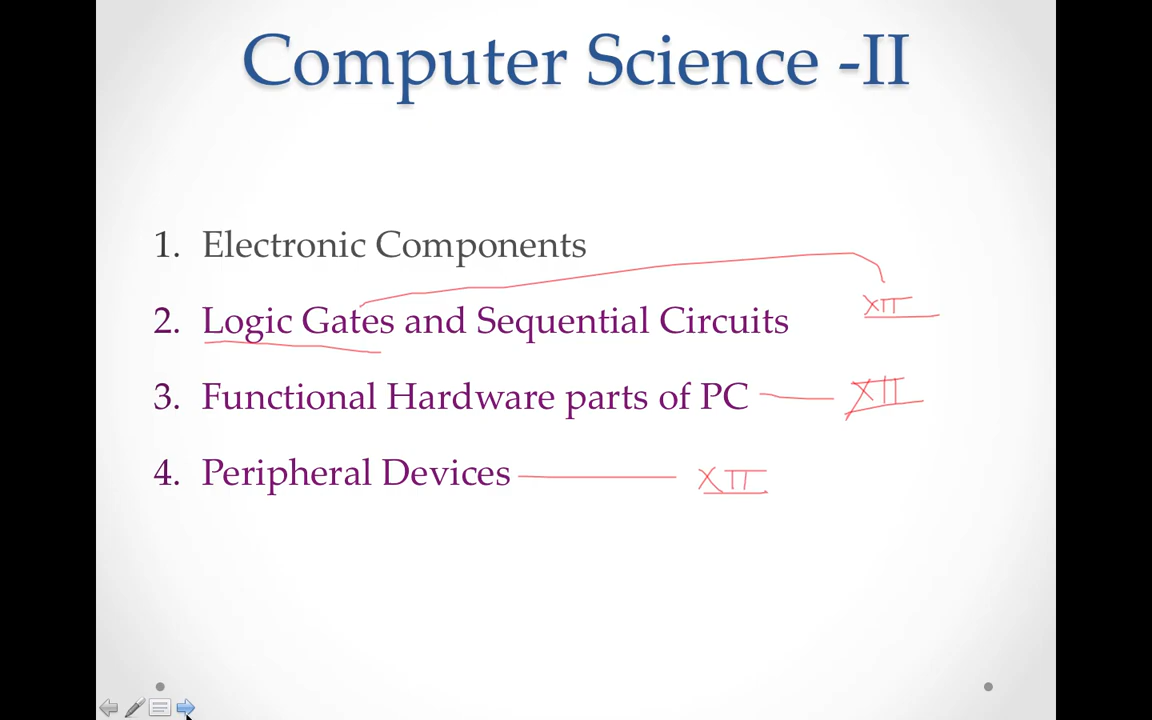 Computer Science -II
1. Electronic Components
2. Logic Gates and Sequential Circuits XII
3. Functional Hardware parts of PC XII
4. Peripheral Devices XII